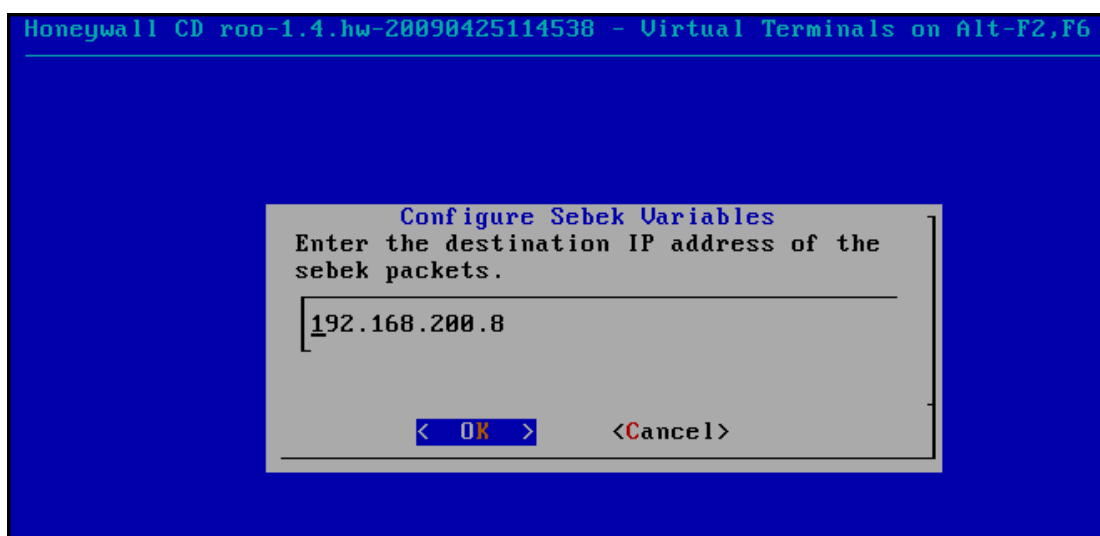 Honeywall CD roo-1.4.hw-20090425114538 - Virtual Terminals on Alt-F2,F6
Configure Sebek Variables
Enter the destination IP address of the
sebek packets.
192.168.200.8
< OK > <Cancel>